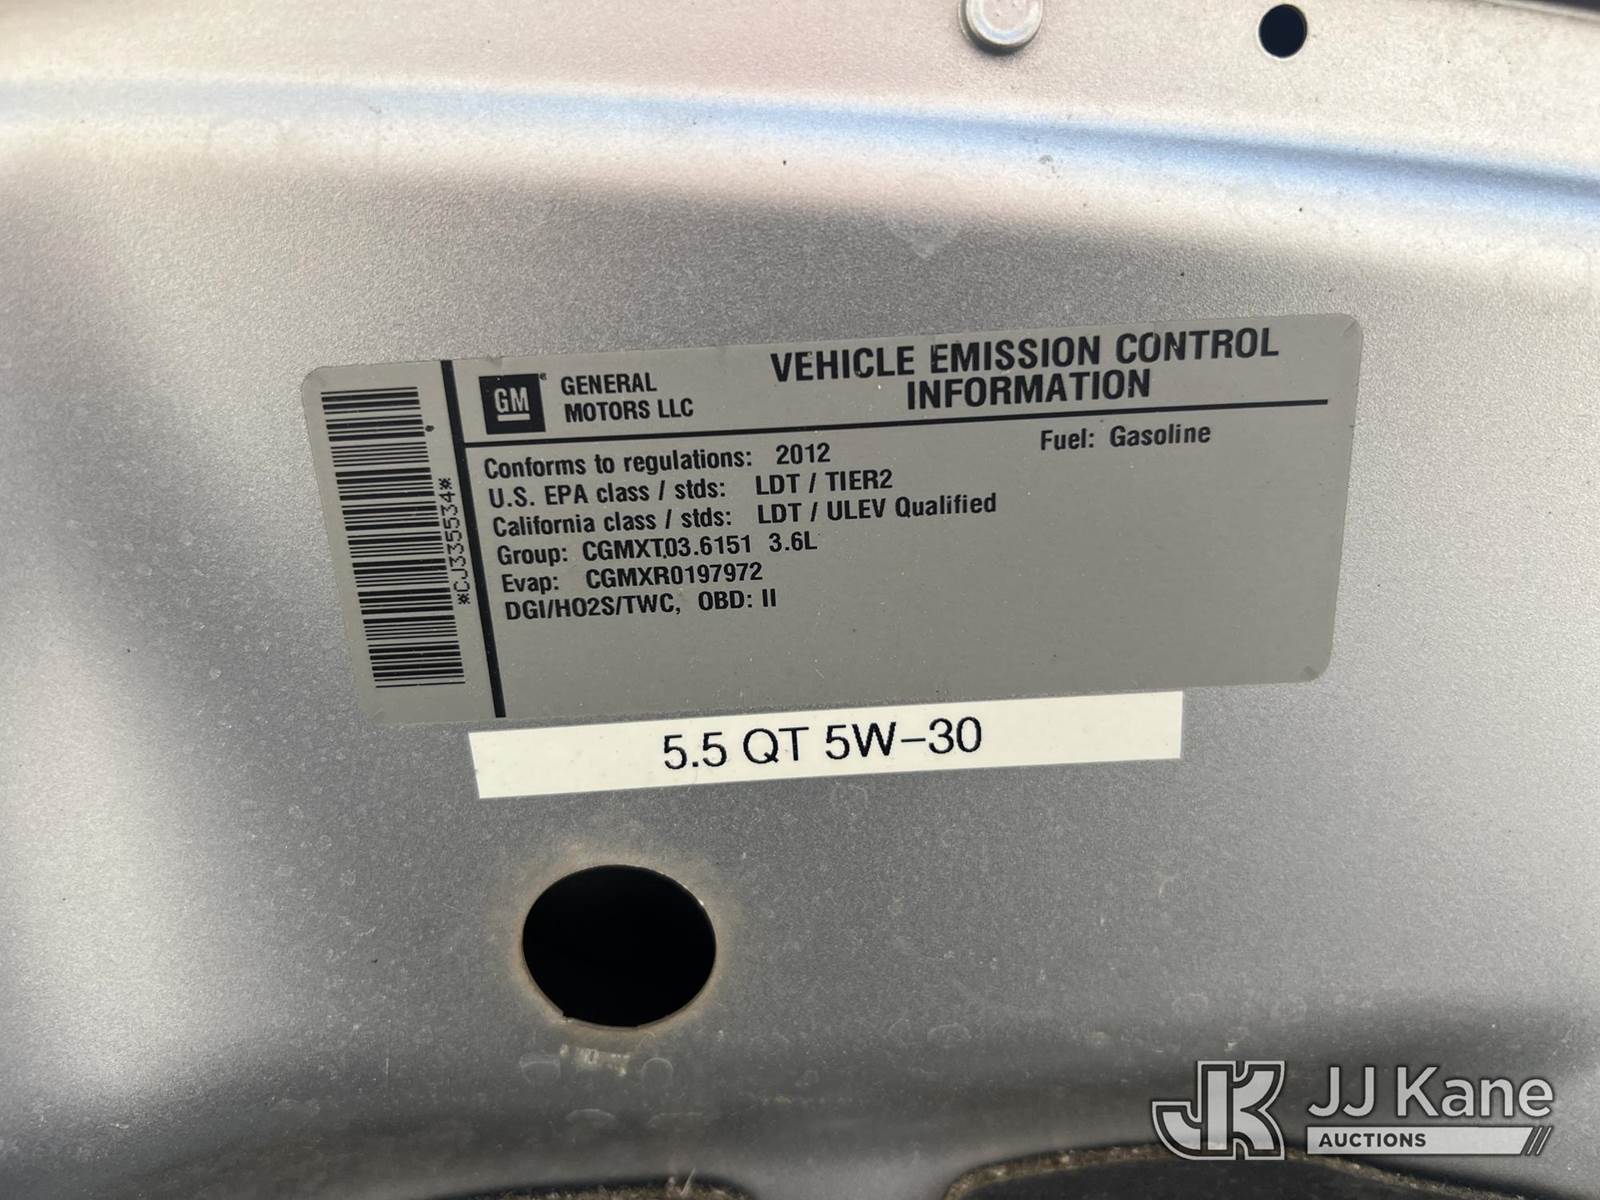 GM
GENERAL
MOTORS LLC
VEHICLE EMISSION CONTROL
INFORMATION
Fuel: Gasoline
Conforms to regulations: 2012
U.S. EPA class / stds: LDT / TIER2
California class / stds: LDT / ULEV Qualified
Group: CGMXT03.6151 3.6L
Evap: CGMXR0197972
DGI/HO2S/TWC, OBD: II
*CJ335534*
5.5 QT 5W-30
JK
JJ Kane
AUCTIONS